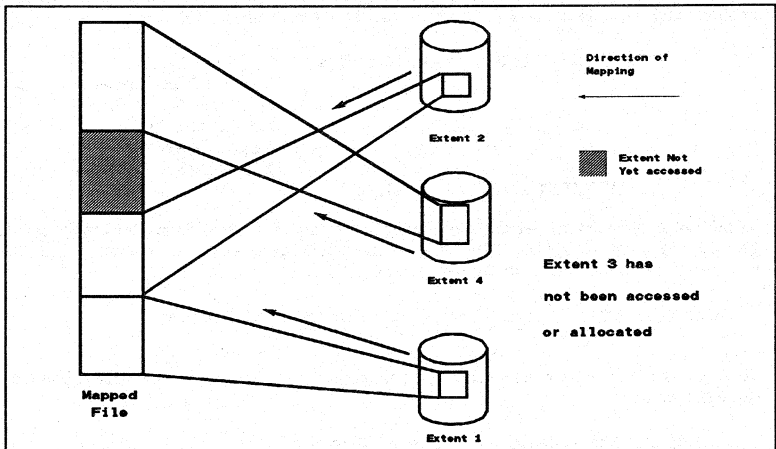 Direction of
Mapping
Extent 2
Extent Not
Yet accessed
Extent 4
Extent 3 has
not been accessed
or allocated
Mapped
File
Extent 1